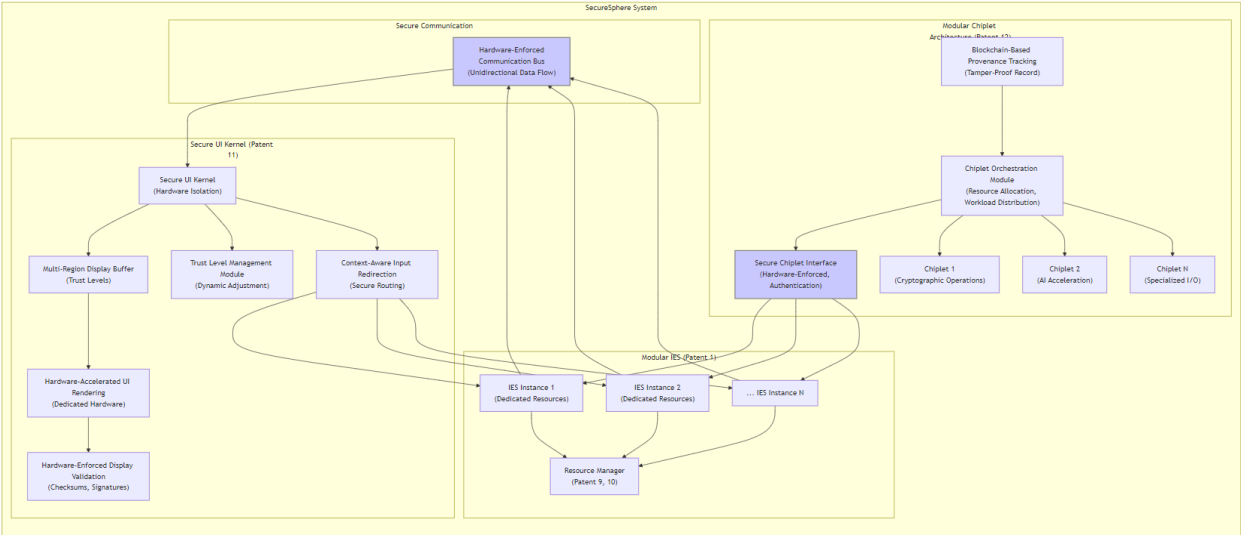 SecureSphere System
Secure Communication
Hardware-Enforced
Communication Bus
(Unidirectional Data Flow)
Modular Chiplet
Architecture (Patent 12)
Blockchain-Based
Provenance Tracking
(Tamper-Proof Record)
Chiplet Orchestration
Module
(Resource Allocation,
Workload Distribution)
Secure Chiplet Interface
(Hardware-Enforced,
Authentication)
Chiplet 1
(Cryptographic Operations)
Chiplet 2
(AI Acceleration)
Chiplet N
(Specialized I/O)
Secure UI Kernel (Patent
11)
Secure UI Kernel
(Hardware Isolation)
Multi-Region Display Buffer
(Trust Levels)
Trust Level Management
Module
(Dynamic Adjustment)
Context-Aware Input
Redirection
(Secure Routing)
Hardware-Accelerated UI
Rendering
(Dedicated Hardware)
Hardware-Enforced Display
Validation
(Checksums, Signatures)
Modular IES (Patent 1)
IES Instance 1
(Dedicated Resources)
IES Instance 2
(Dedicated Resources)
... IES Instance N
Resource Manager
(Patent 9, 10)